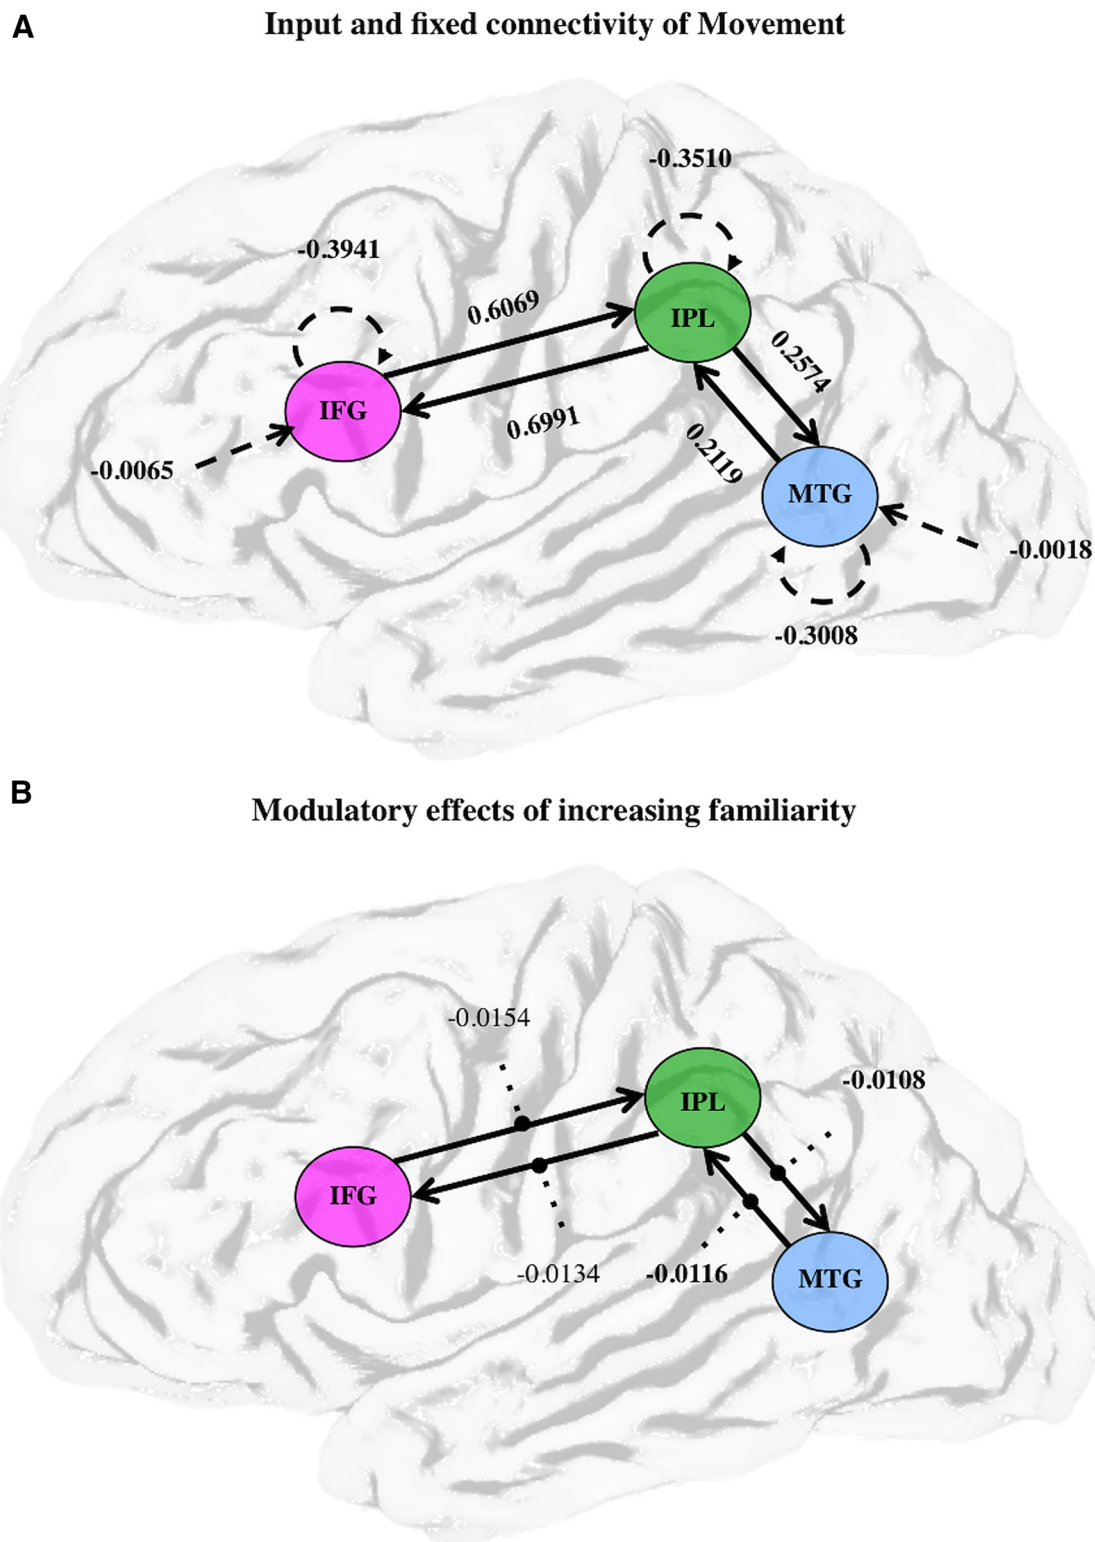 A
Input and fixed connectivity of Movement
-0.3510
-0.3941
0.6069
IPL
0.2574
IFG
0.6991
0.2119
-0.0065
MTG
-0.0018
-0.3008
B
Modulatory effects of increasing familiarity
-0.0154
-0.0108
IPL
IFG
-0.0134
-0.0116
MTG